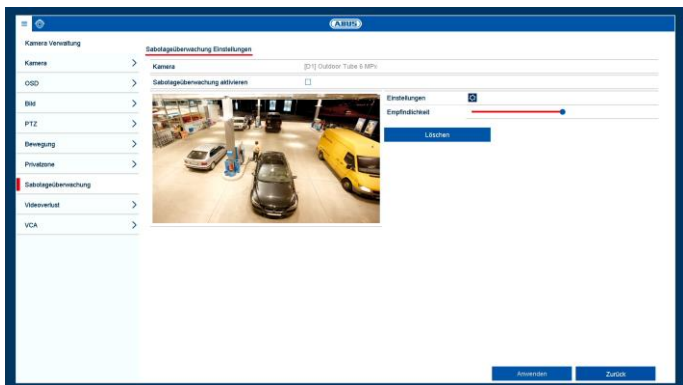 ABUS
Kamera Verwaltung
Sabotageüberwachung Einstellungen
Kamera
Kamera [D1] Outdoor Tube 6 MPx
OSD
Sabotageüberwachung aktivieren
Bild
Einstellungen
Empfindlichkeit
PTZ
Bewegung
Löschen
Privatzone
Sabotageüberwachung
Videoverlust
VCA
Anwenden Zurück